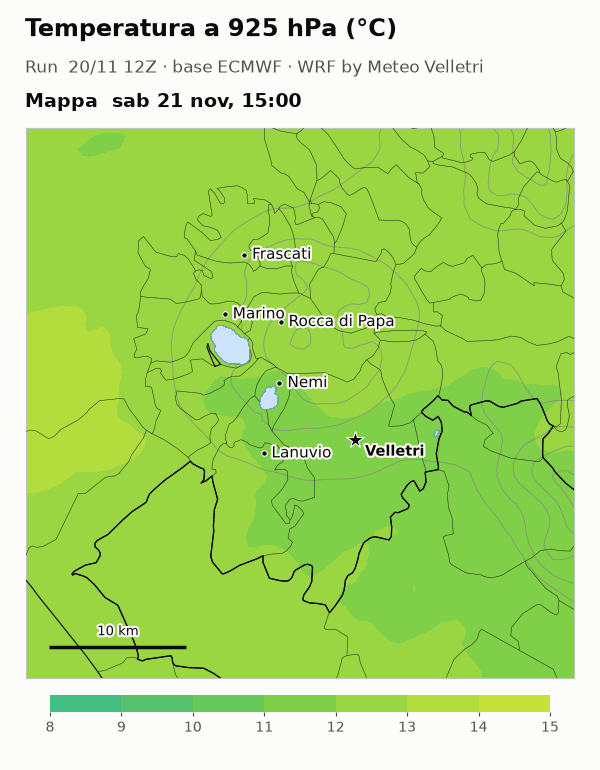 Temperatura a 925 hPa (°C)
Run  20/11 12Z · base ECMWF · WRF by Meteo Velletri
Mappa  sab 21 nov, 15:00
Frascati
Marino
Rocca di Papa
Nemi
Velletri
Lanuvio
10 km
8 9 10 11 12 13 14 15